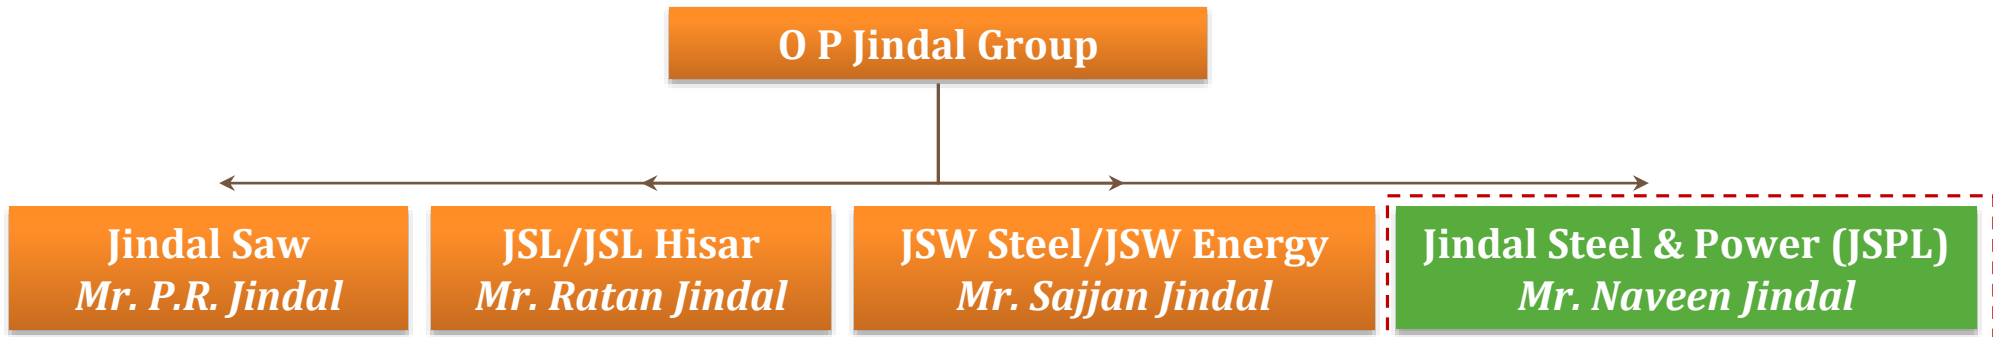 O P Jindal Group
Jindal Saw
Mr. P.R. Jindal
JSL/JSL Hisar
Mr. Ratan Jindal
JSW Steel/JSW Energy
Mr. Sajjan Jindal
Jindal Steel & Power (JSPL)
Mr. Naveen Jindal